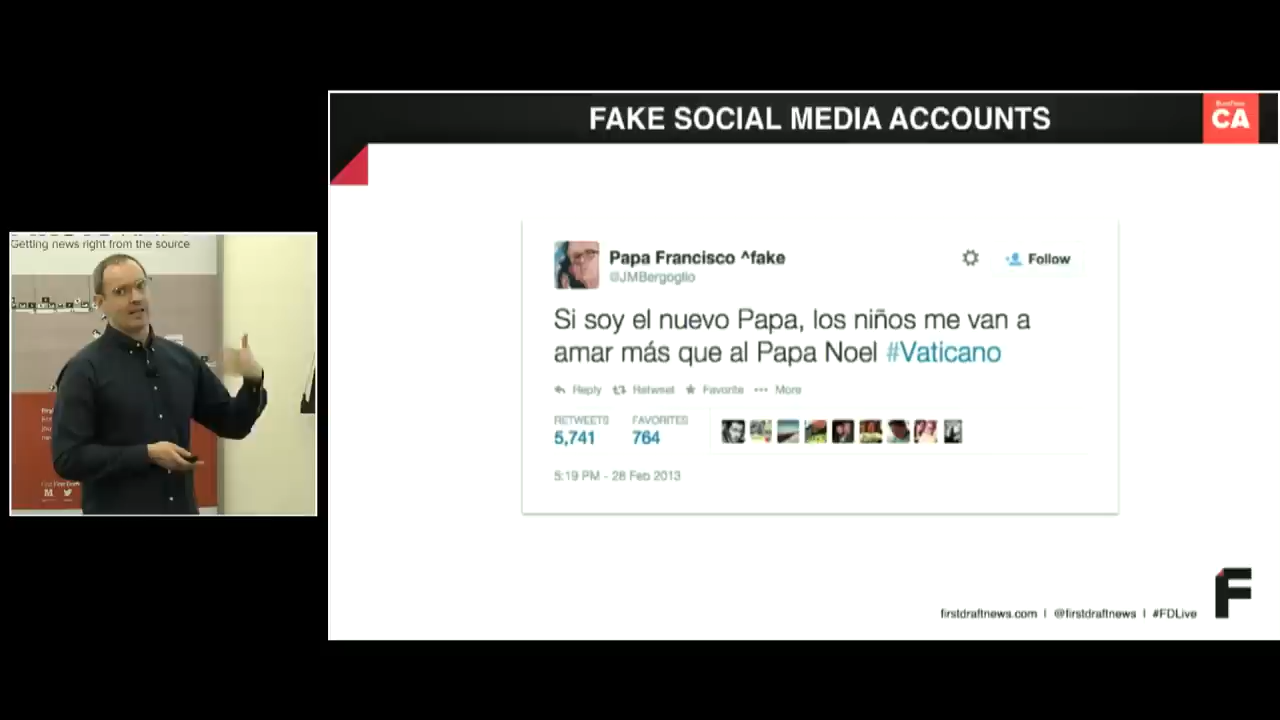 FAKE SOCIAL MEDIA ACCOUNTS
BuzzFeed
CA
Getting news right from the source
Papa Francisco ^fake
@JMBergoglio
Follow
Si soy el nuevo Papa, los niños me van a
amar más que al Papa Noel #Vaticano
Reply Retweet Favorite ••• More
RETWEETS FAVORITES
5,741 764
5:19 PM - 28 Feb 2013
F
firstdraftnews.com | @firstdraftnews | #FDLive